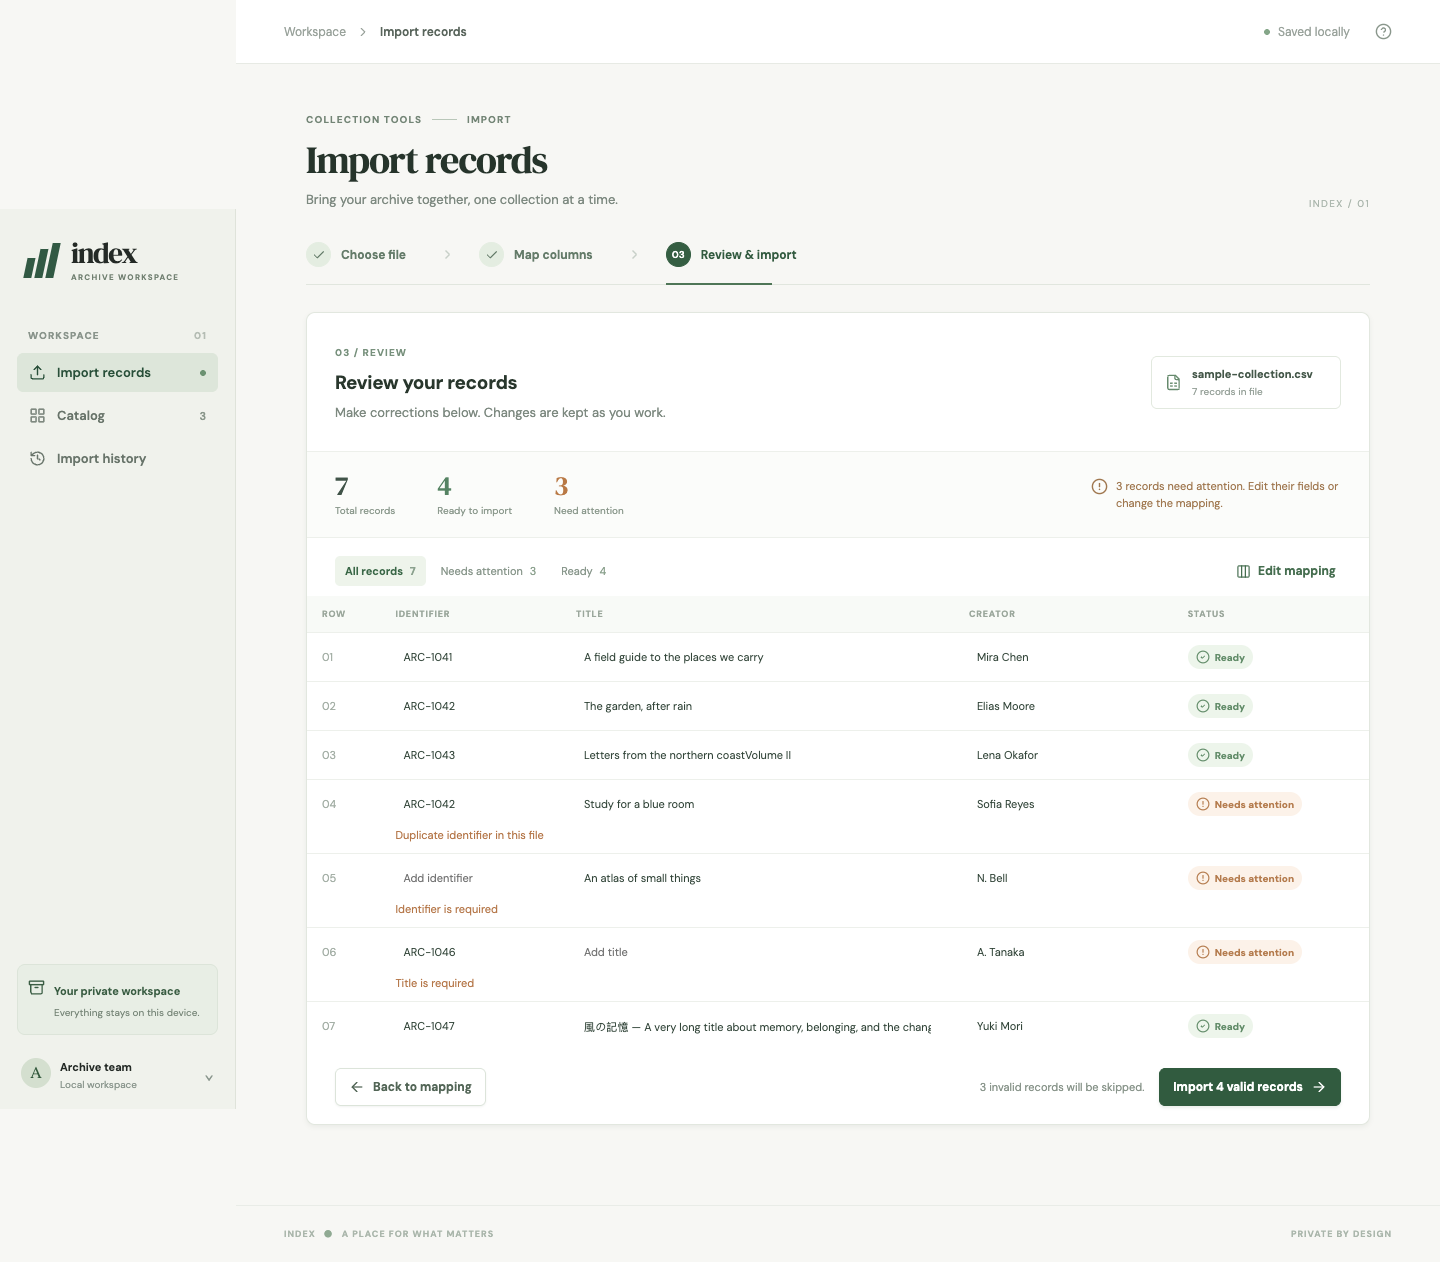 Workspace
Import records
Saved locally
COLLECTION TOOLS
IMPORT
Import records
Bring your archive together, one collection at a time.
INDEX / 01
index
ARCHIVE WORKSPACE
WORKSPACE 01
Import records
Catalog 3
Import history
Your private workspace
Everything stays on this device.
A
Archive team
Local workspace
Choose file
Map columns
03 Review & import
03 / REVIEW
Review your records
Make corrections below. Changes are kept as you work.
sample-collection.csv
7 records in file
7
Total records
4
Ready to import
3
Need attention
3 records need attention. Edit their fields or
change the mapping.
All records 7
Needs attention 3
Ready 4
Edit mapping
ROW IDENTIFIER TITLE CREATOR STATUS
01 ARC-1041 A field guide to the places we carry Mira Chen Ready
02 ARC-1042 The garden, after rain Elias Moore Ready
03 ARC-1043 Letters from the northern coastVolume II Lena Okafor Ready
04 ARC-1042 Study for a blue room Sofia Reyes Needs attention
Duplicate identifier in this file
05 Add identifier An atlas of small things N. Bell Needs attention
Identifier is required
06 ARC-1046 Add title A. Tanaka Needs attention
Title is required
07 ARC-1047 風の記憶 — A very long title about memory, belonging, and the chang Yuki Mori Ready
Back to mapping
3 invalid records will be skipped.
Import 4 valid records
INDEX
A PLACE FOR WHAT MATTERS
PRIVATE BY DESIGN